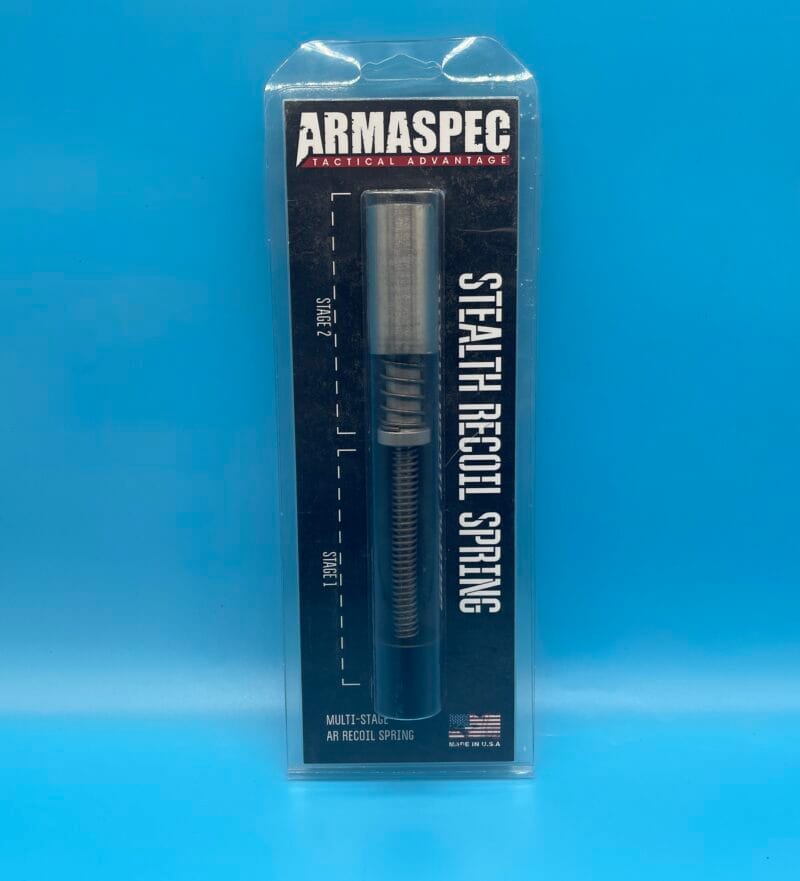 ARMASPEC
TACTICAL ADVANTAGE
STAGE 2
STEALTH RECOIL SPRING
STAGE 1
MULTI-STAGE
AR RECOIL SPRING
MADE IN U.S.A